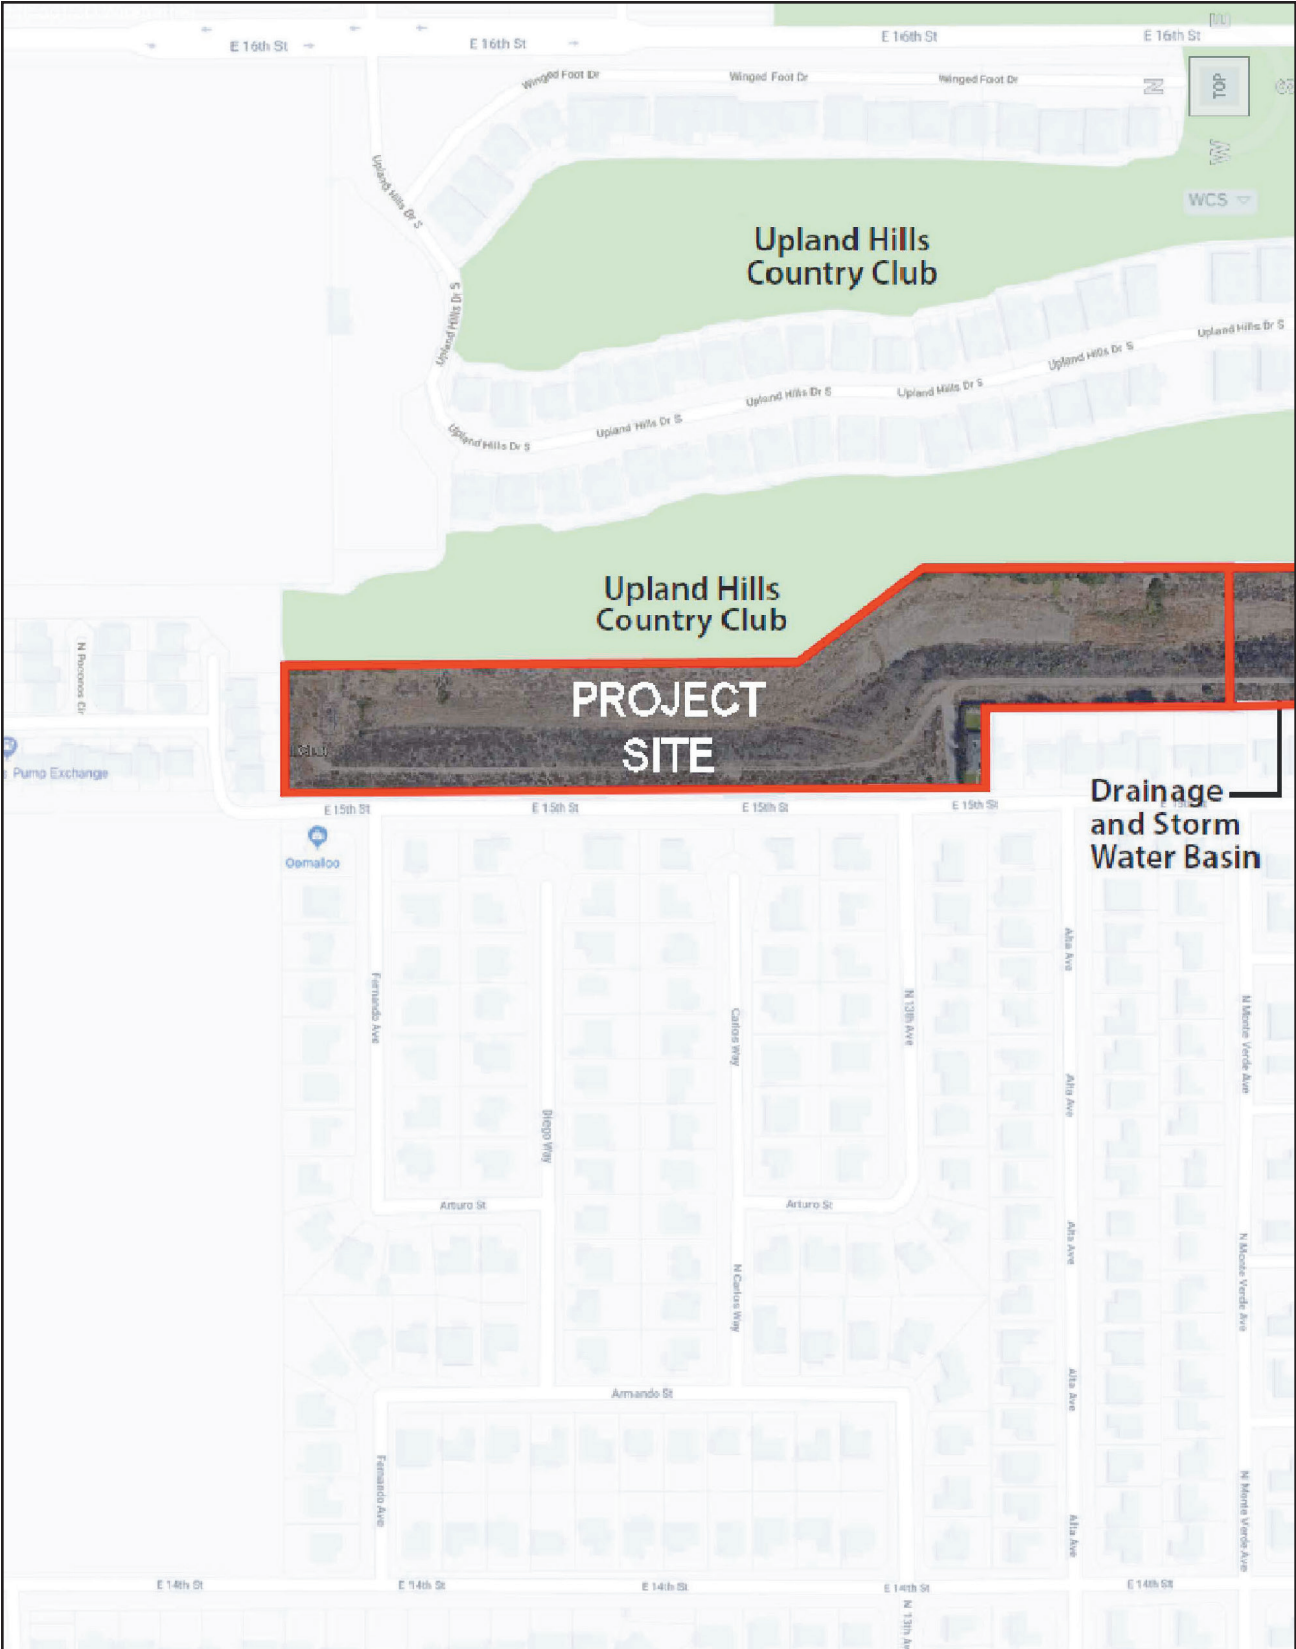 E 16th St
E 16th St
E 16th St
E 16th St
E
Winged Foot Dr
Winged Foot Dr
Winged Foot Dr
N
TOP
S
W
WCS
Upland Hills Dr S
Upland Hills
Country Club
Upland Hills Dr S
Upland Hills Dr S
Upland Hills Dr S
Upland Hills Dr S
Upland Hills Dr S
Upland Hills Dr S
Upland Hills Dr S
Upland Hills
Country Club
N Poconos Cir
PROJECT
SITE
Pump Exchange
E 15th St
E 15th St
E 15th St
E 15th St
E 15th St
Drainage
and Storm
Water Basin
Oomalloo
Alta Ave
Fernando Ave
N 13th Ave
Carlos Way
N Monte Verde Ave
Alta Ave
Diego Way
Arturo St
Arturo St
Alta Ave
N Carlos Way
N Monte Verde Ave
Armando St
Alta Ave
Fernando Ave
N Monte Verde Ave
Alta Ave
E 14th St
E 14th St
E 14th St
E 14th St
E 14th St
N 13th Av